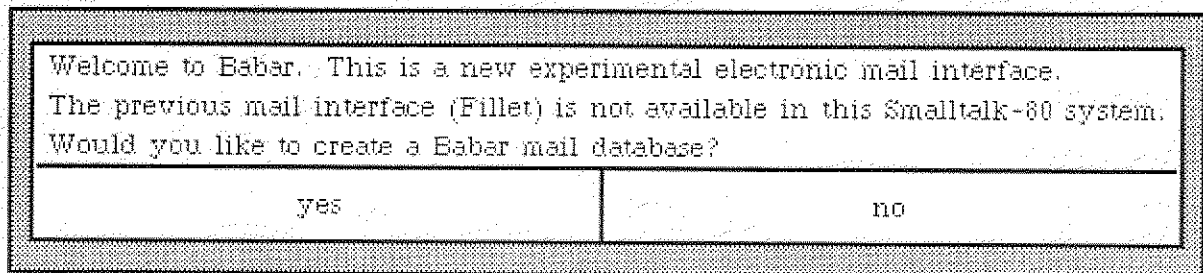 Welcome to Babar. This is a new experimental electronic mail interface.
The previous mail interface (Fillet) is not available in this Smalltalk-80 system.
Would you like to create a Babar mail database?
yes no